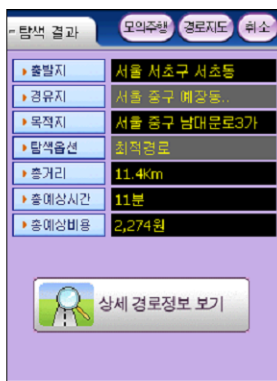 탐색 결과
모의주행 경로지도 취소
출발지 서울 서초구 서초동
경유지 서울 중구 예장동..
목적지 서울 중구 남대문로3가
탐색옵션 최적경로
총거리 11.4Km
총예상시간 11분
총예상비용 2,274원
상세 경로정보 보기